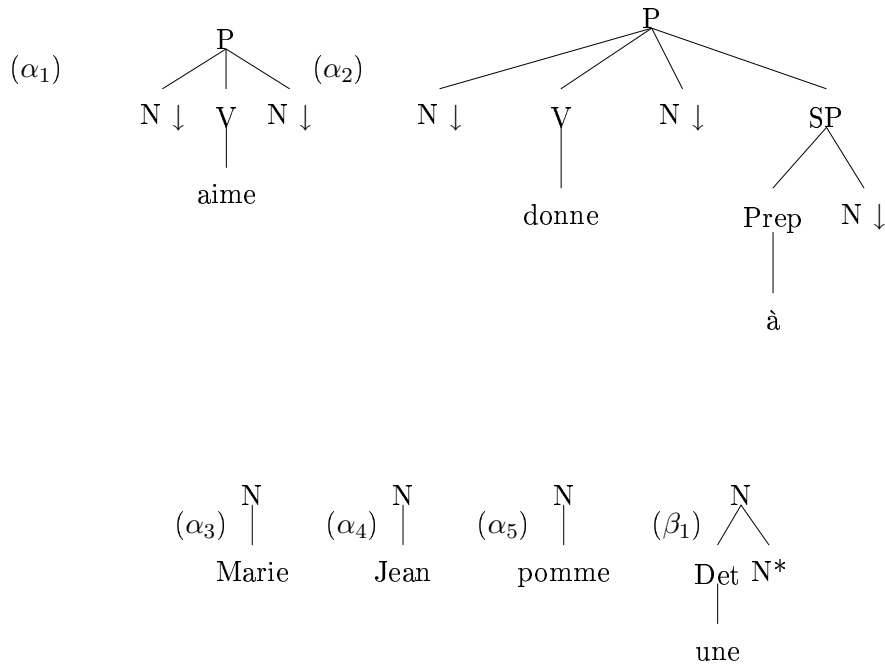 P P
(α₁) (α₂)
N ↓ V N ↓ N ↓ V N ↓ SP
aime
donne Prep N ↓
à
N N N N
(α₃) (α₄) (α₅) (β₁)
Marie Jean pomme Det N*
une